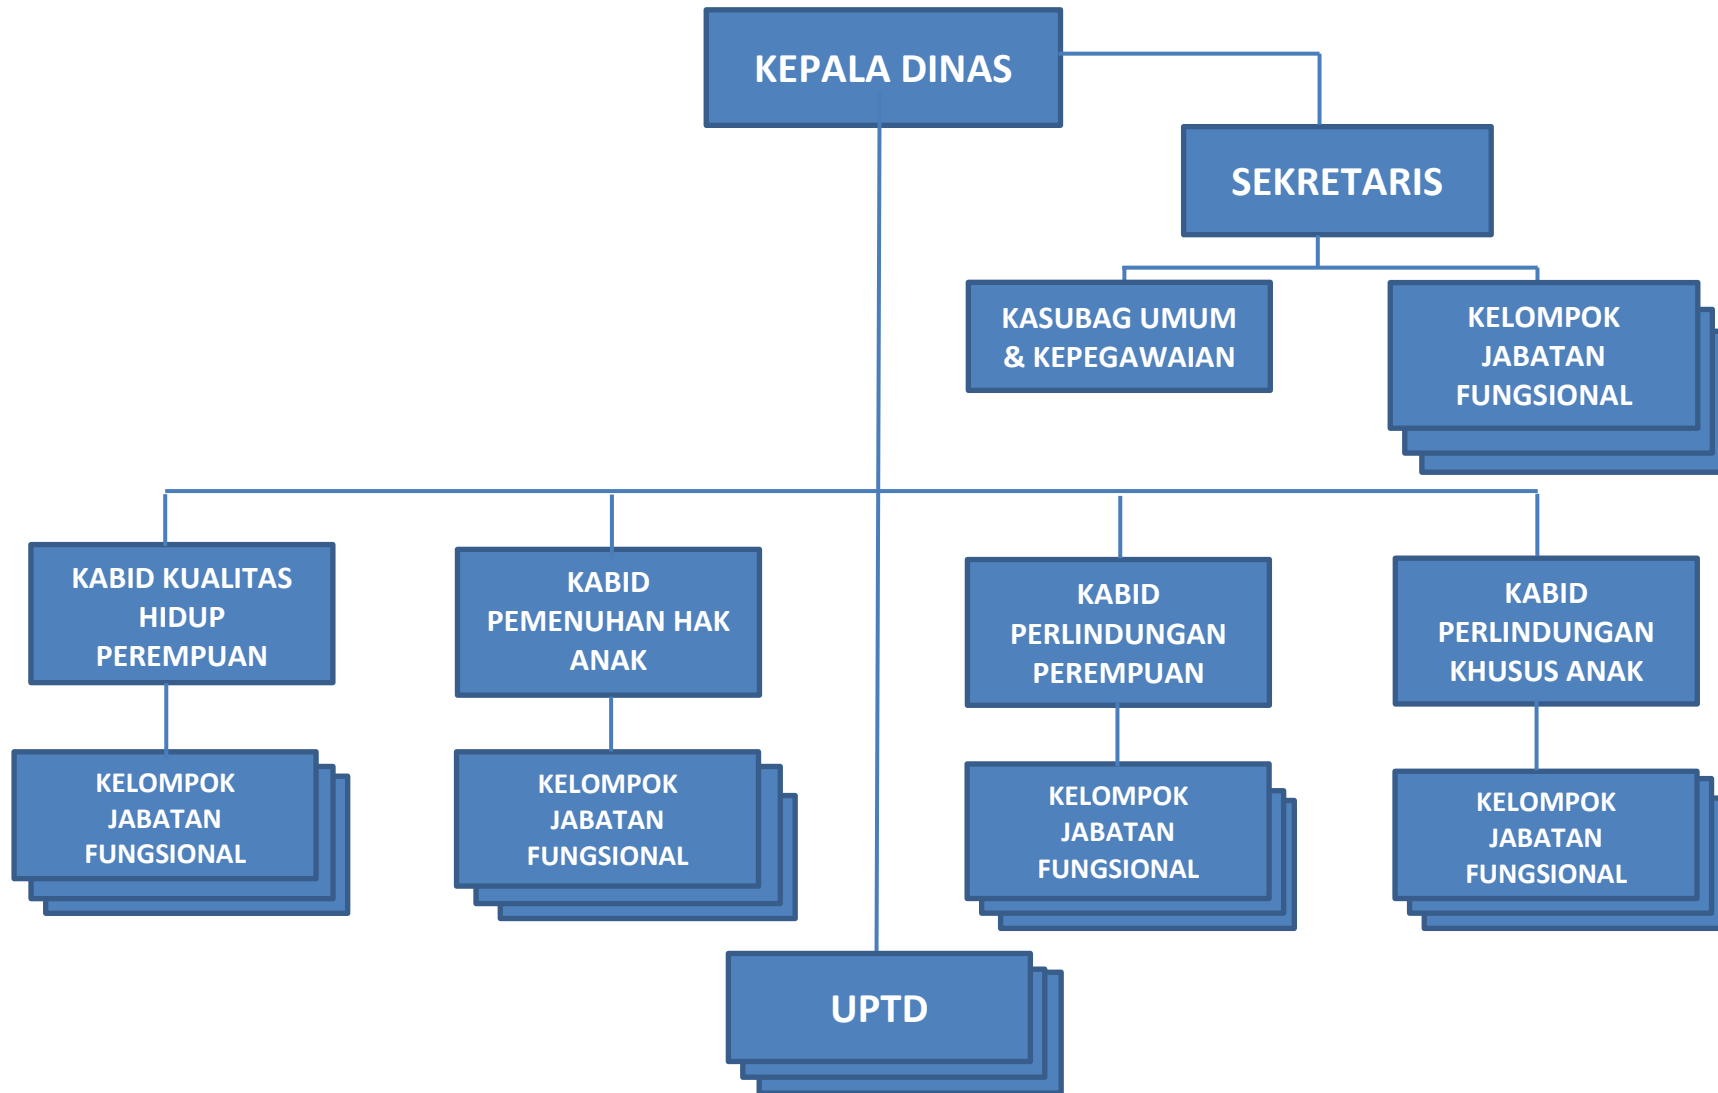 KEPALA DINAS
SEKRETARIS
KASUBAG UMUM
& KEPEGAWAIAN
KELOMPOK
JABATAN
FUNGSIONAL
KABID KUALITAS
HIDUP
PEREMPUAN
KABID
PEMENUHAN HAK
ANAK
KABID
PERLINDUNGAN
PEREMPUAN
KABID
PERLINDUNGAN
KHUSUS ANAK
KELOMPOK
JABATAN
FUNGSIONAL
KELOMPOK
JABATAN
FUNGSIONAL
KELOMPOK
JABATAN
FUNGSIONAL
KELOMPOK
JABATAN
FUNGSIONAL
UPTD